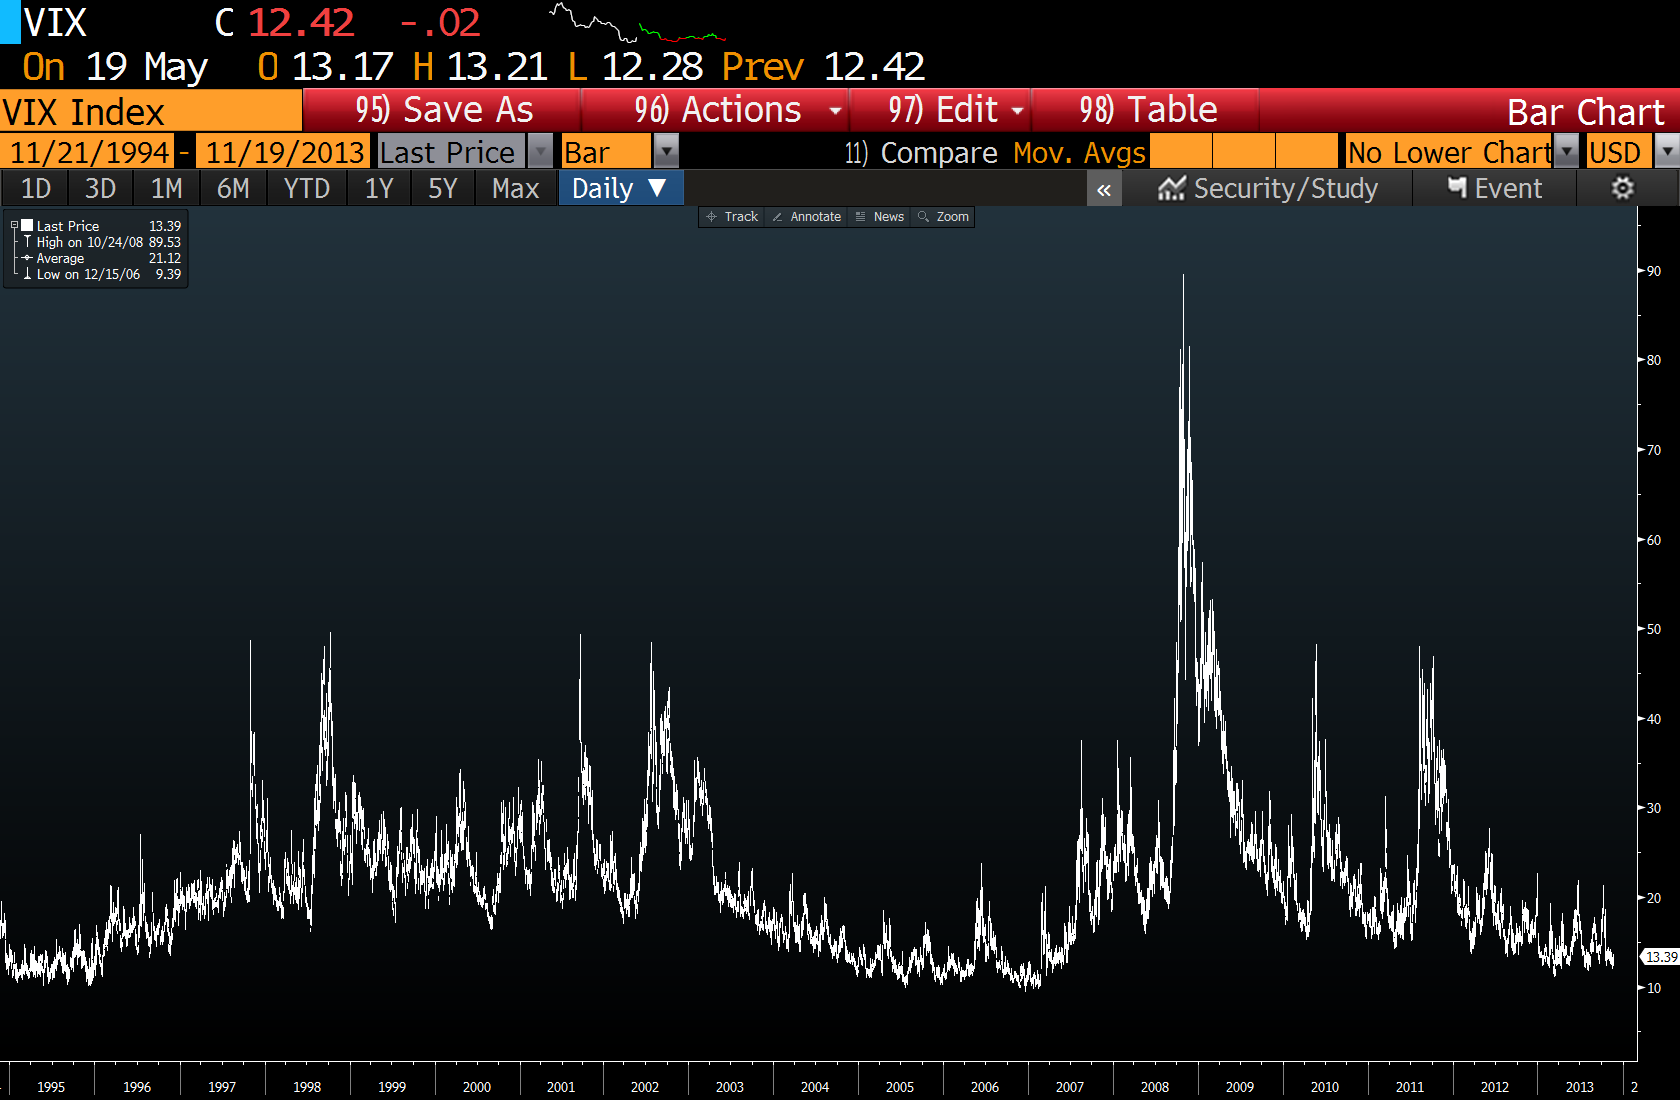 VIX C 12.42 -.02
On 19 May O 13.17 H 13.21 L 12.28 Prev 12.42
VIX Index 95) Save As 96) Actions 97) Edit 98) Table Bar Chart
11/21/1994 - 11/19/2013 Last Price Bar 11) Compare Mov. Avgs No Lower Chart USD
1D 3D 1M 6M YTD 1Y 5Y Max Daily ▼ « Security/Study Event
Track Annotate News Zoom
Last Price 13.39
High on 10/24/08 89.53
Average 21.12
Low on 12/15/06 9.39
90
80
70
60
50
40
30
20
13.39
10
1995 1996 1997 1998 1999 2000 2001 2002 2003 2004 2005 2006 2007 2008 2009 2010 2011 2012 2013 2